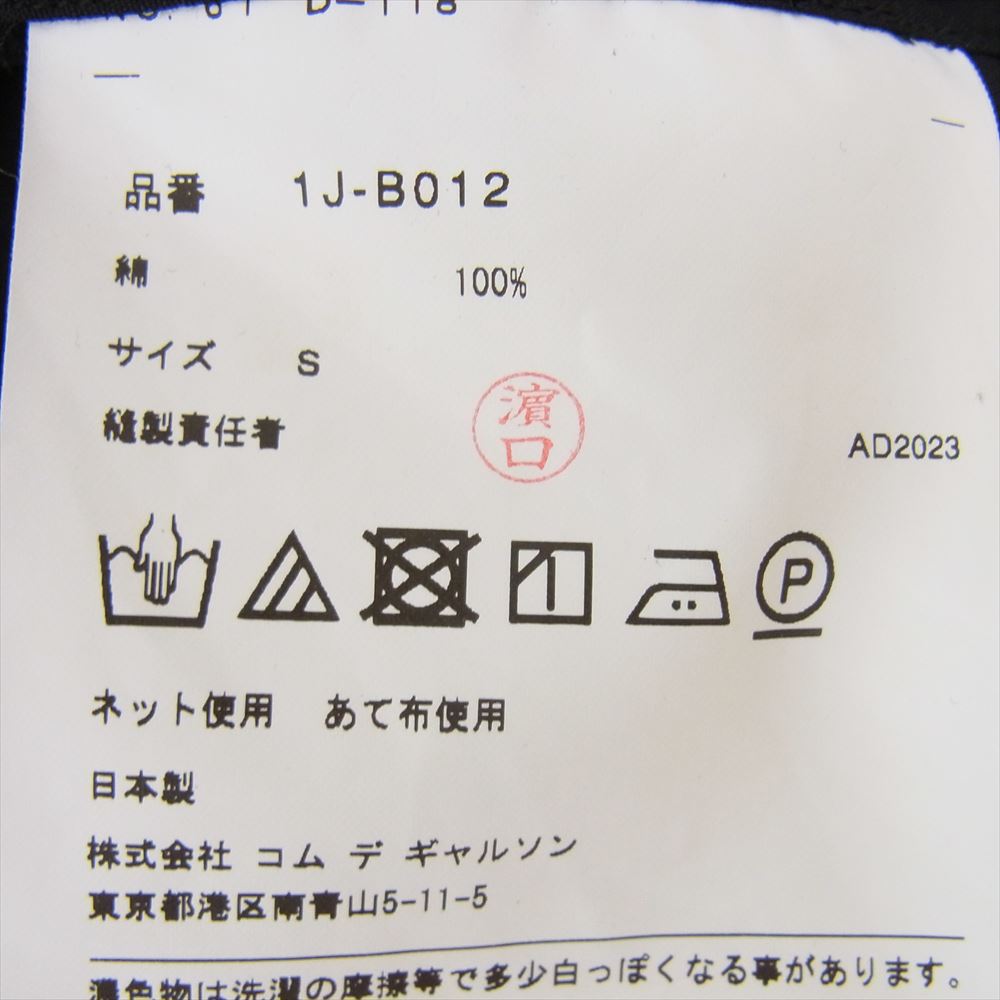 品番 1J-B012
綿 100%
サイズ S
縫製責任者 濵口 AD2023
P
ネット使用 あて布使用
日本製
株式会社 コム デ ギャルソン
東京都港区南青山5-11-5
濃色物は洗濯の摩擦等で多少白っぽくなる事があります。